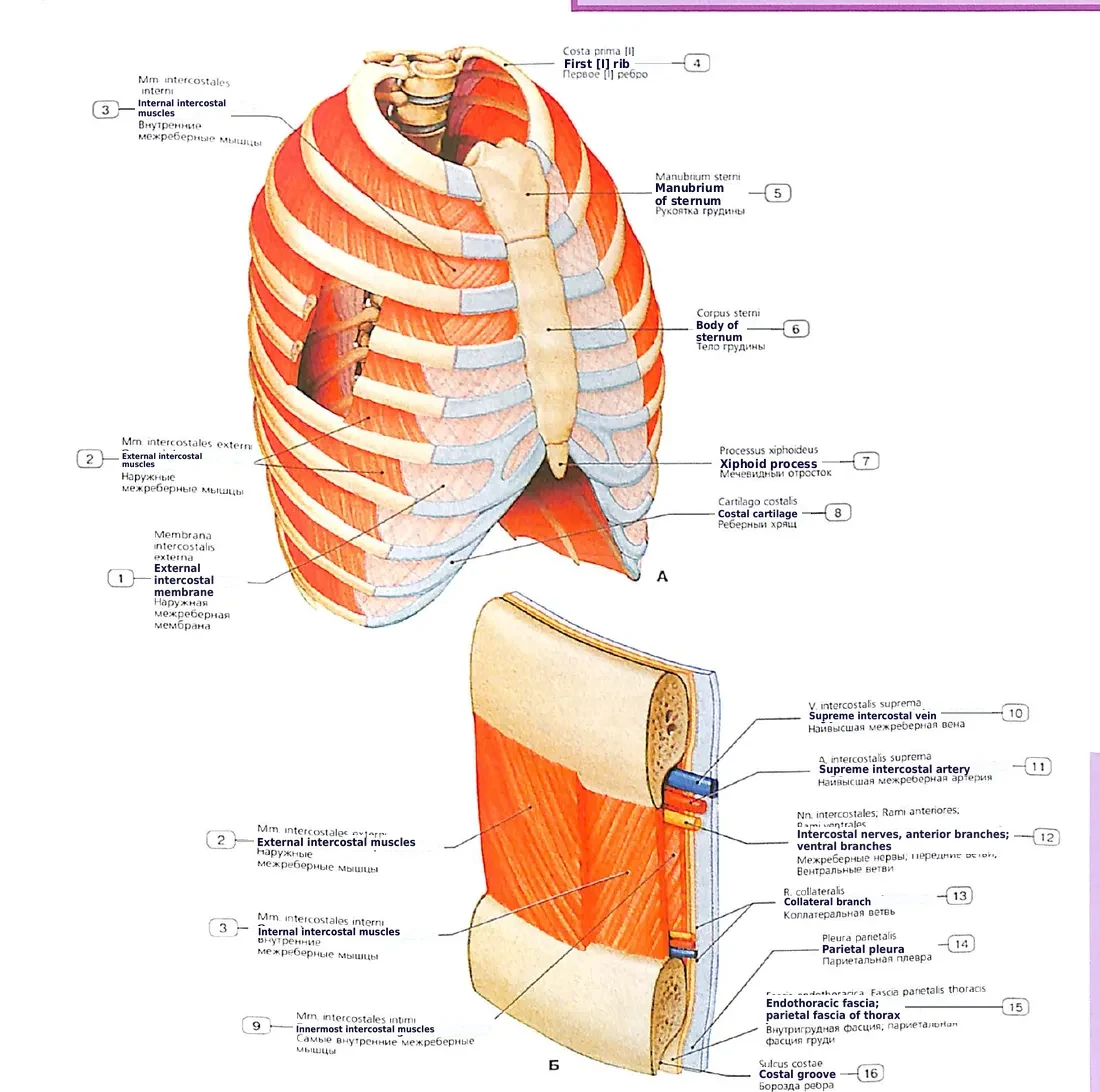 Costa prima [I]
First [I] rib
Первое [I] ребро
4
Mm. intercostales
interni
Internal intercostal
muscles
Внутренние
межреберные мышцы
3
Manubrium sterni
Manubrium
of sternum
Рукоятка грудины
5
Corpus sterni
Body of
sternum
Тело грудины
6
Mm. intercostales externi
External intercostal
muscles
Наружные
межреберные мышцы
2
Processus xiphoideus
Xiphoid process
Мечевидный отросток
7
Cartilago costalis
Costal cartilage
Реберный хрящ
8
Membrana
intercostalis
externa
External
intercostal
membrane
Наружная
межреберная
мембрана
1
А
V. intercostalis suprema
Supreme intercostal vein
Наивысшая межреберная вена
10
A. intercostalis suprema
Supreme intercostal artery
Наивысшая межреберная артерия
11
Nn. intercostales; Rami anteriores;
Rami ventrales
Intercostal nerves, anterior branches;
ventral branches
Межреберные нервы; Передние ветви;
Вентральные ветви
12
Mm. intercostales externi
External intercostal muscles
Наружные
межреберные мышцы
2
R. collateralis
Collateral branch
Коллатеральная ветвь
13
Mm. intercostales interni
Internal intercostal muscles
Внутренние
межреберные мышцы
3
Pleura parietalis
Parietal pleura
Париетальная плевра
14
Fascia endothoracica, Fascia parietalis thoracis
Endothoracic fascia;
parietal fascia of thorax
Внутригрудная фасция; париетальная
фасция груди
15
Mm. intercostales intimi
Innermost intercostal muscles
Самые внутренние межреберные
мышцы
9
Б
Sulcus costae
Costal groove
Борозда ребра
16